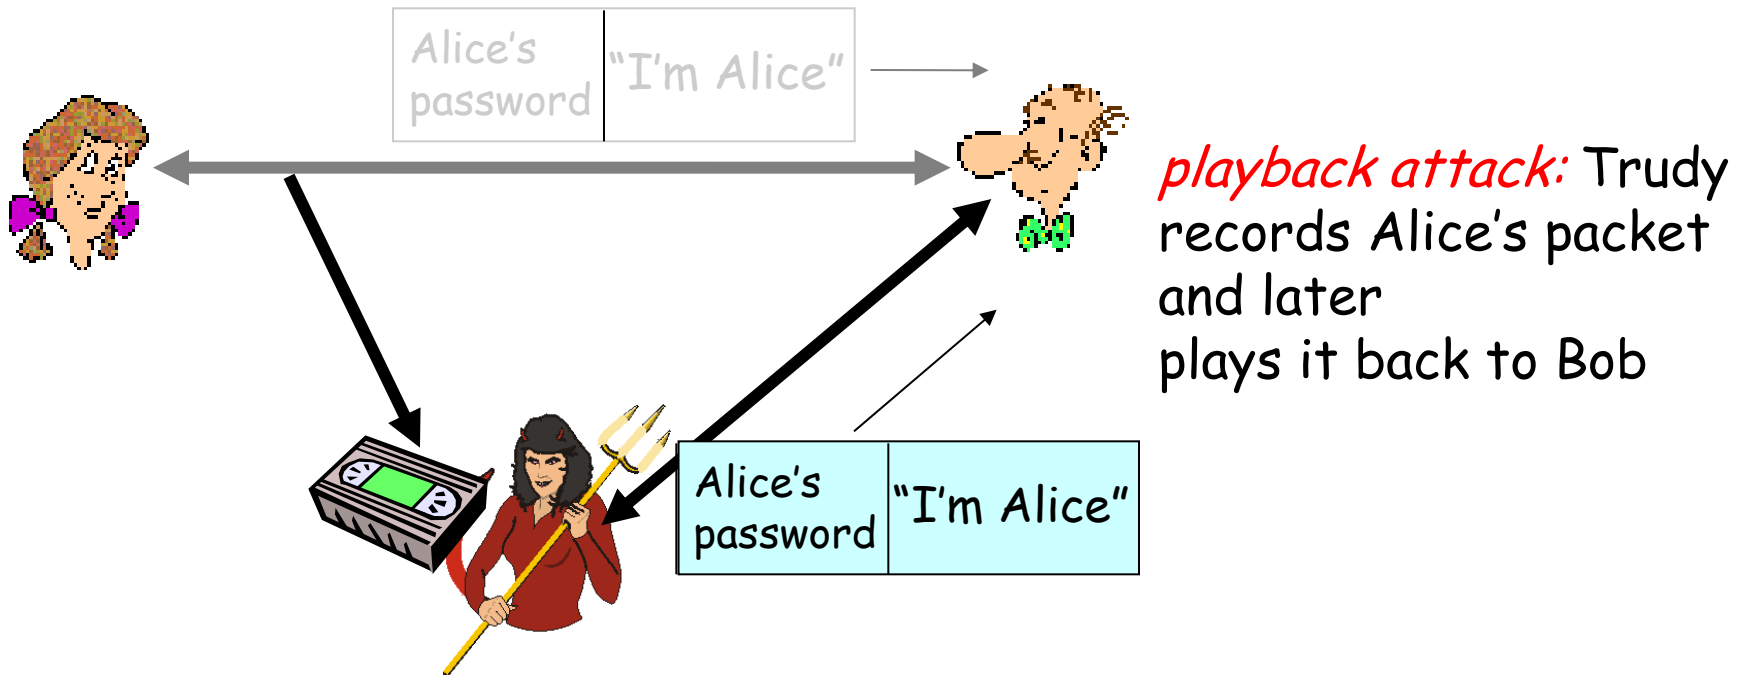 Alice’s
password
“I’m Alice”
playback attack: Trudy
records Alice’s packet
and later
plays it back to Bob
Alice’s
password
“I’m Alice”